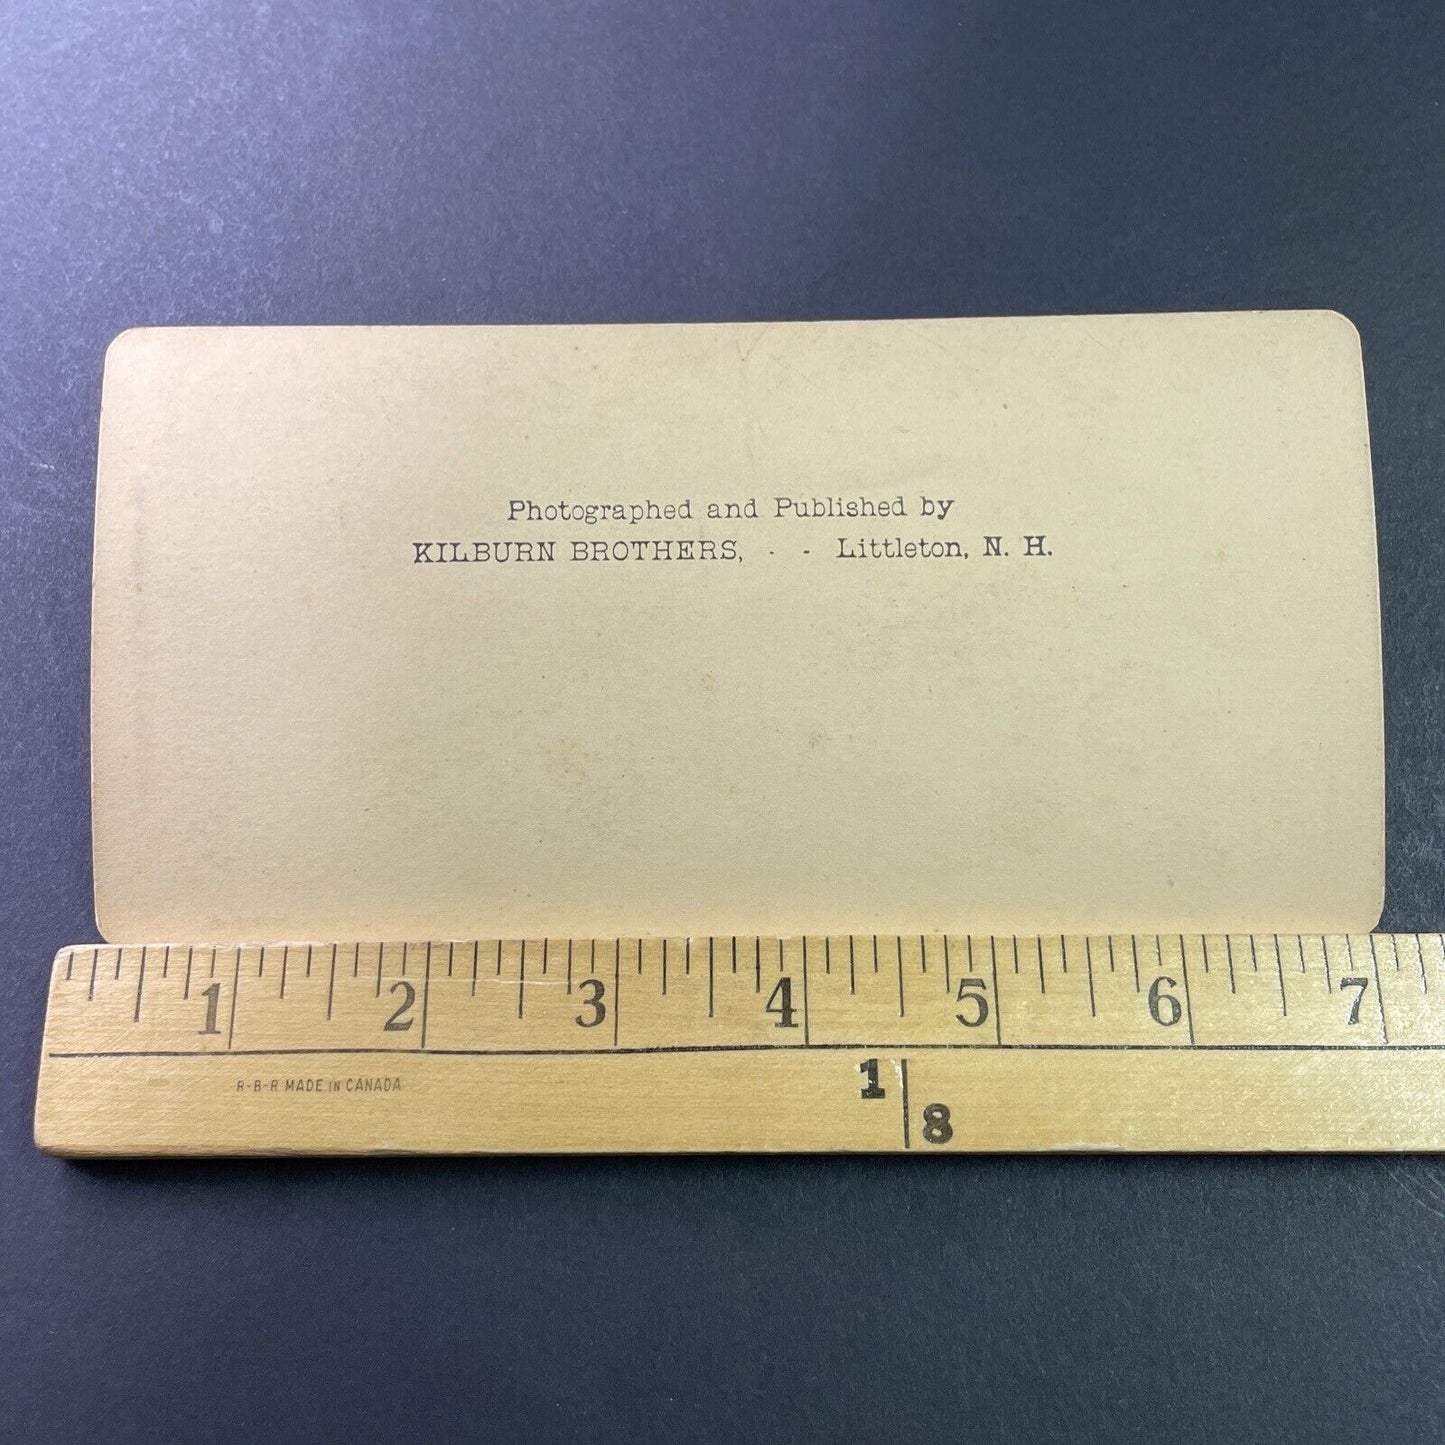 Photographed and Published by
KILBURN BROTHERS, - - Littleton, N. H.
1 2 3 4 5 6 7
R-B-R MADE IN CANADA
1
8